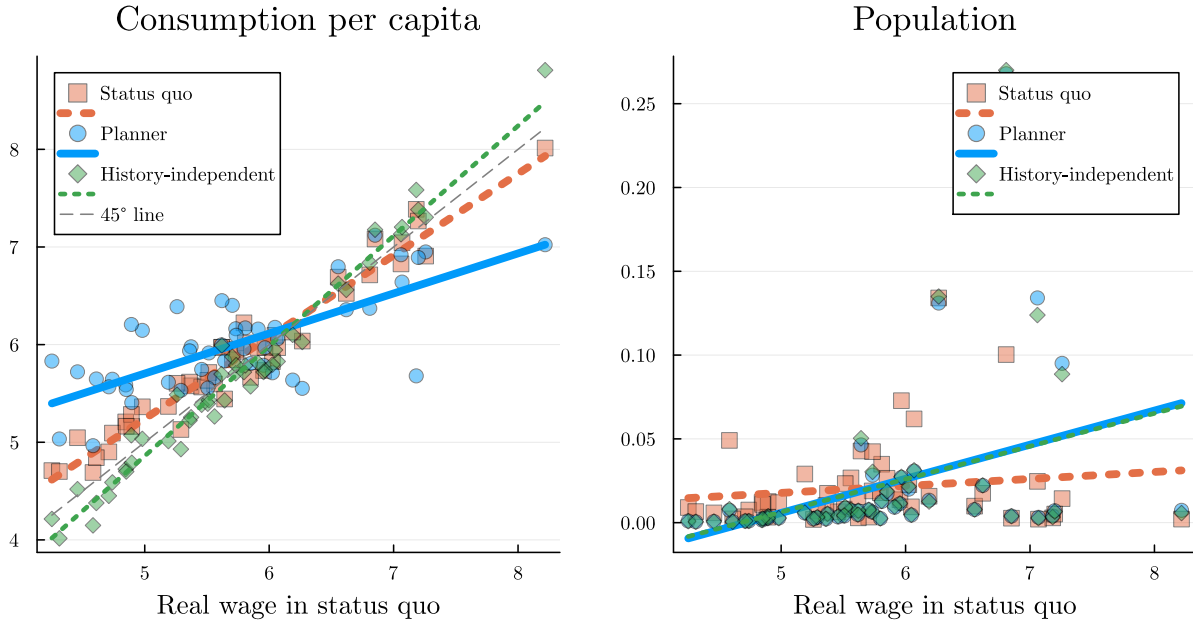 Consumption per capita
Status quo
Planner
History-independent
45° line
8
7
6
5
4
5
6
7
8
Real wage in status quo
Population
Status quo
Planner
History-independent
0.25
0.20
0.15
0.10
0.05
0.00
5
6
7
8
Real wage in status quo